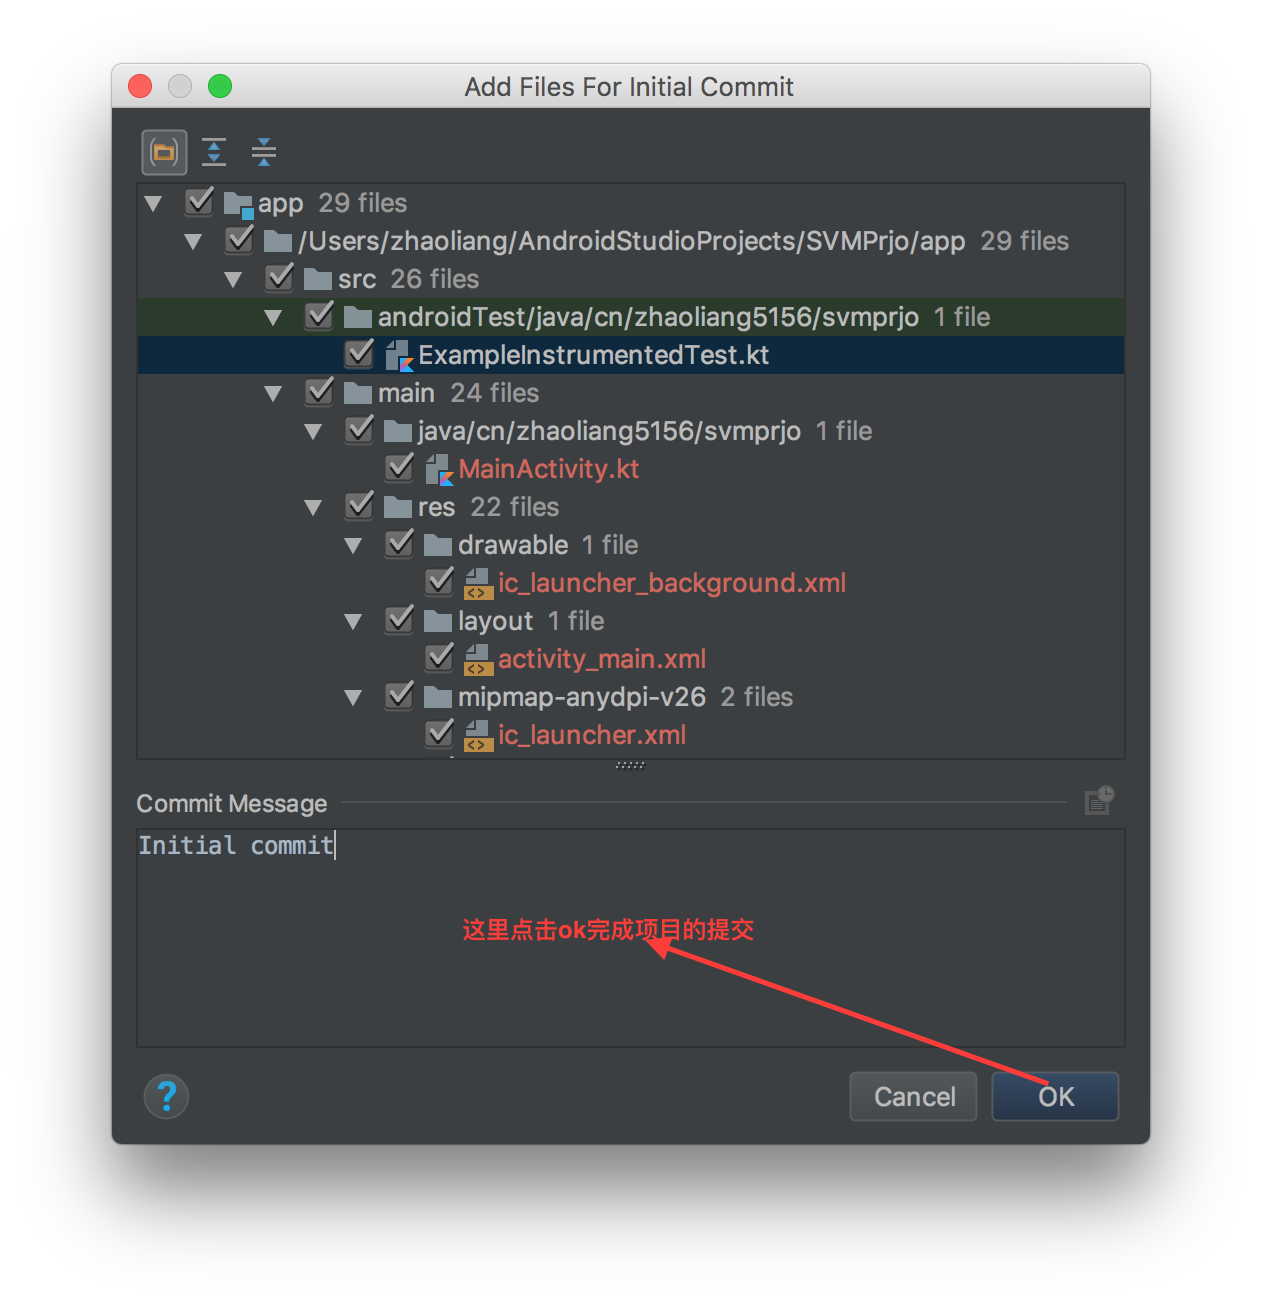 Add Files For Initial Commit
app 29 files
/Users/zhaoliang/AndroidStudioProjects/SVMPrjo/app 29 files
src 26 files
androidTest/java/cn/zhaoliang5156/svmprjo 1 file
ExampleInstrumentedTest.kt
main 24 files
java/cn/zhaoliang5156/svmprjo 1 file
MainActivity.kt
res 22 files
drawable 1 file
ic_launcher_background.xml
layout 1 file
activity_main.xml
mipmap-anydpi-v26 2 files
ic_launcher.xml
Commit Message
Initial commit
这里点击ok完成项目的提交
? Cancel OK